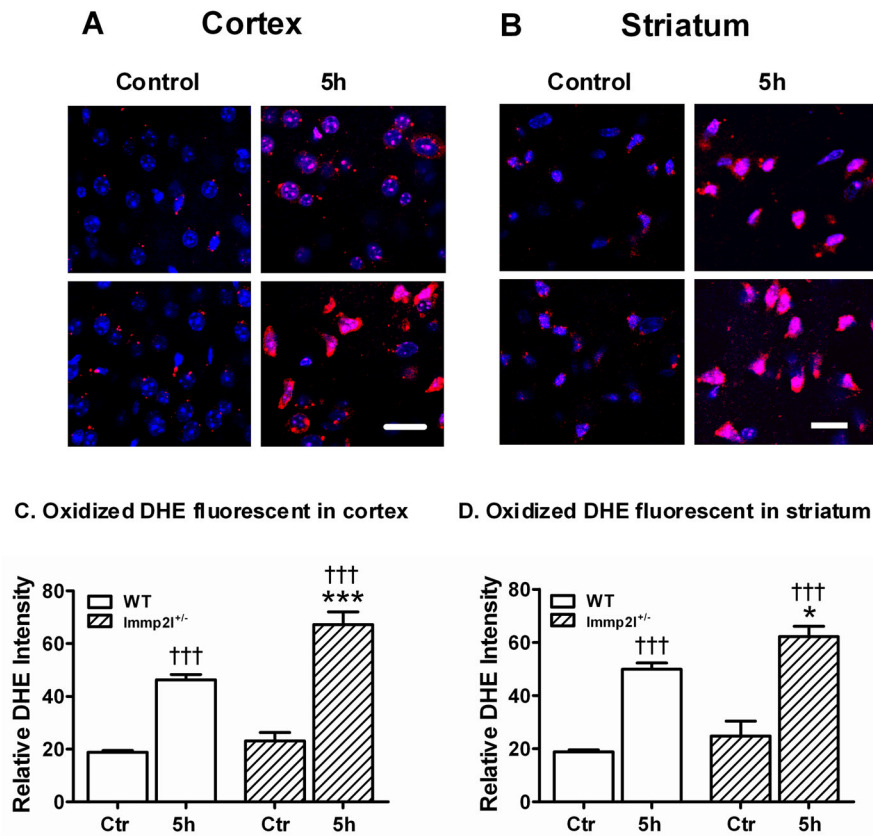 A Cortex
Control 5h
B Striatum
Control 5h
C. Oxidized DHE fluorescent in cortex
Relative DHE Intensity
80
60
40
20
0
WT
Immp2l+/-
†††
†††
***
Ctr 5h Ctr 5h
D. Oxidized DHE fluorescent in striatum
Relative DHE Intensity
80
60
40
20
0
WT
Immp2l+/-
†††
†††
*
Ctr 5h Ctr 5h